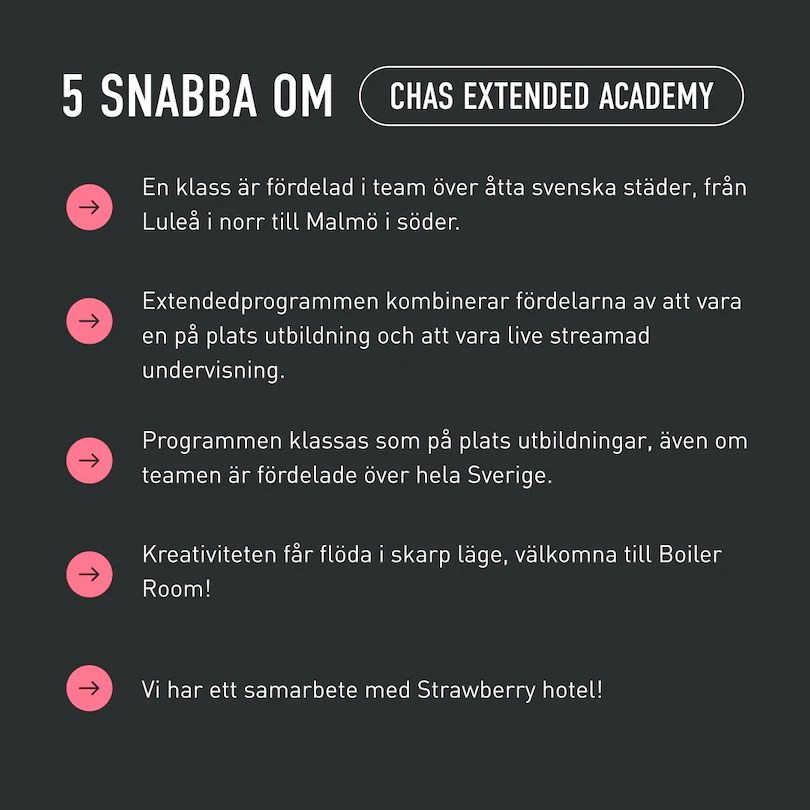 5 SNABBA OM CHAS EXTENDED ACADEMY
En klass är fördelad i team över åtta svenska städer, från
Luleå i norr till Malmö i söder.
Extendedprogrammen kombinerar fördelarna av att vara
en på plats utbildning och att vara live streamad
undervisning.
Programmen klassas som på plats utbildningar, även om
teamen är fördelade över hela Sverige.
Kreativiteten får flöda i skarp läge, välkomna till Boiler
Room!
Vi har ett samarbete med Strawberry hotel!